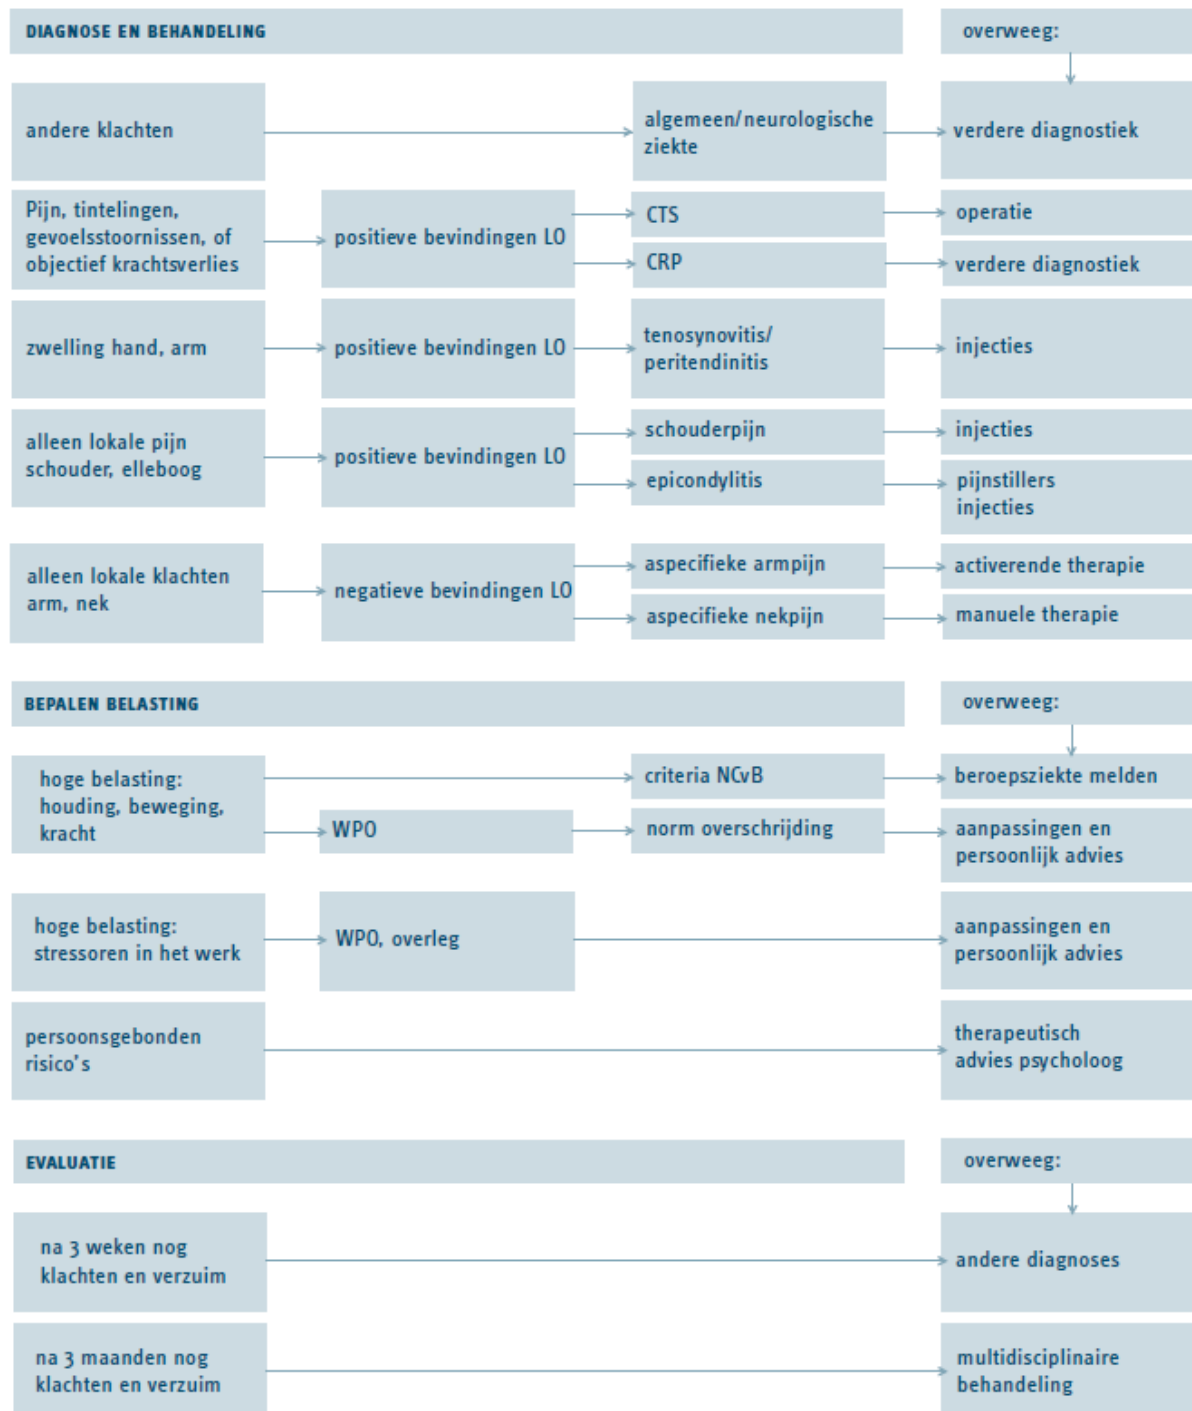 DIAGNOSE EN BEHANDELING
overweeg:
andere klachten
algemeen/neurologische
ziekte
verdere diagnostiek
Pijn, tintelingen,
gevoelsstoornissen, of
objectief krachtsverlies
positieve bevindingen LO
CTS
operatie
CRP
verdere diagnostiek
zwelling hand, arm
positieve bevindingen LO
tenosynovitis/
peritendinitis
injecties
alleen lokale pijn
schouder, elleboog
positieve bevindingen LO
schouderpijn
injecties
epicondylitis
pijnstillers
injecties
alleen lokale klachten
arm, nek
negatieve bevindingen LO
aspecifieke armpijn
activerende therapie
aspecifieke nekpijn
manuele therapie
BEPALEN BELASTING
overweeg:
hoge belasting:
houding, beweging,
kracht
criteria NCvB
beroepsziekte melden
WPO
norm overschrijding
aanpassingen en
persoonlijk advies
hoge belasting:
stressoren in het werk
WPO, overleg
aanpassingen en
persoonlijk advies
persoonsgebonden
risico's
therapeutisch
advies psycholoog
EVALUATIE
overweeg:
na 3 weken nog
klachten en verzuim
andere diagnoses
na 3 maanden nog
klachten en verzuim
multidisciplinaire
behandeling